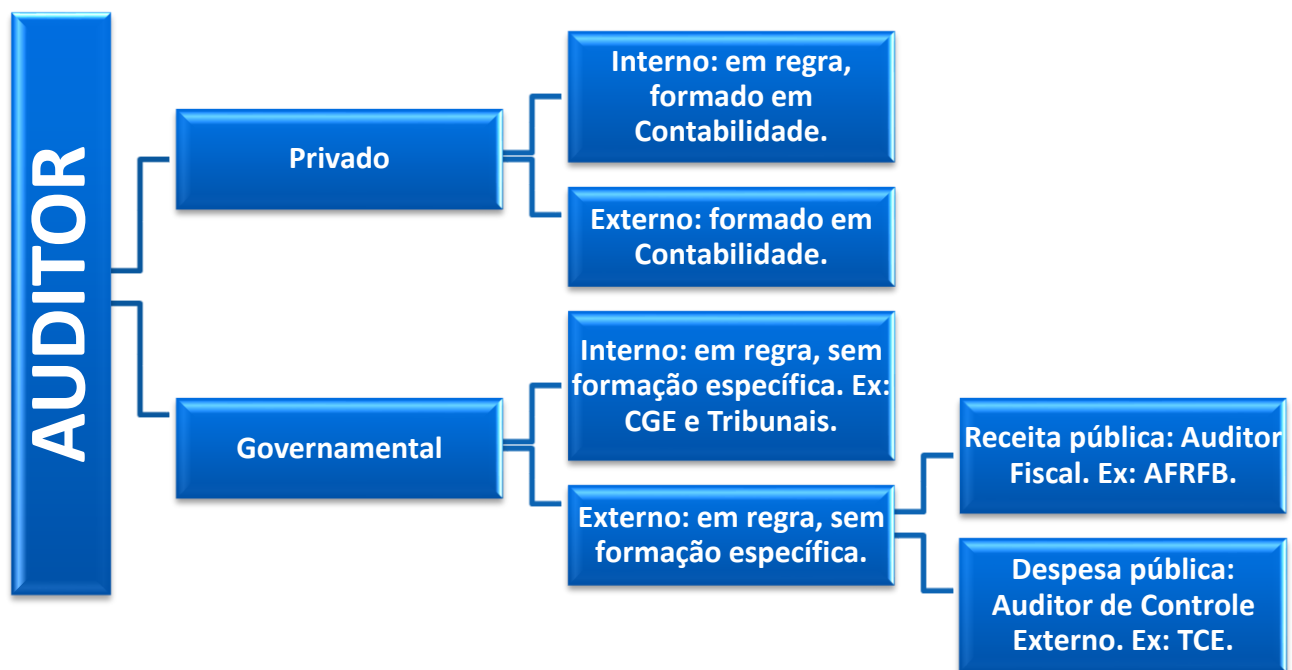 AUDITOR
Privado
Interno: em regra,
formado em
Contabilidade.
Externo: formado em
Contabilidade.
Governamental
Interno: em regra, sem
formação específica. Ex:
CGE e Tribunais.
Externo: em regra, sem
formação específica.
Receita pública: Auditor
Fiscal. Ex: AFRFB.
Despesa pública:
Auditor de Controle
Externo. Ex: TCE.